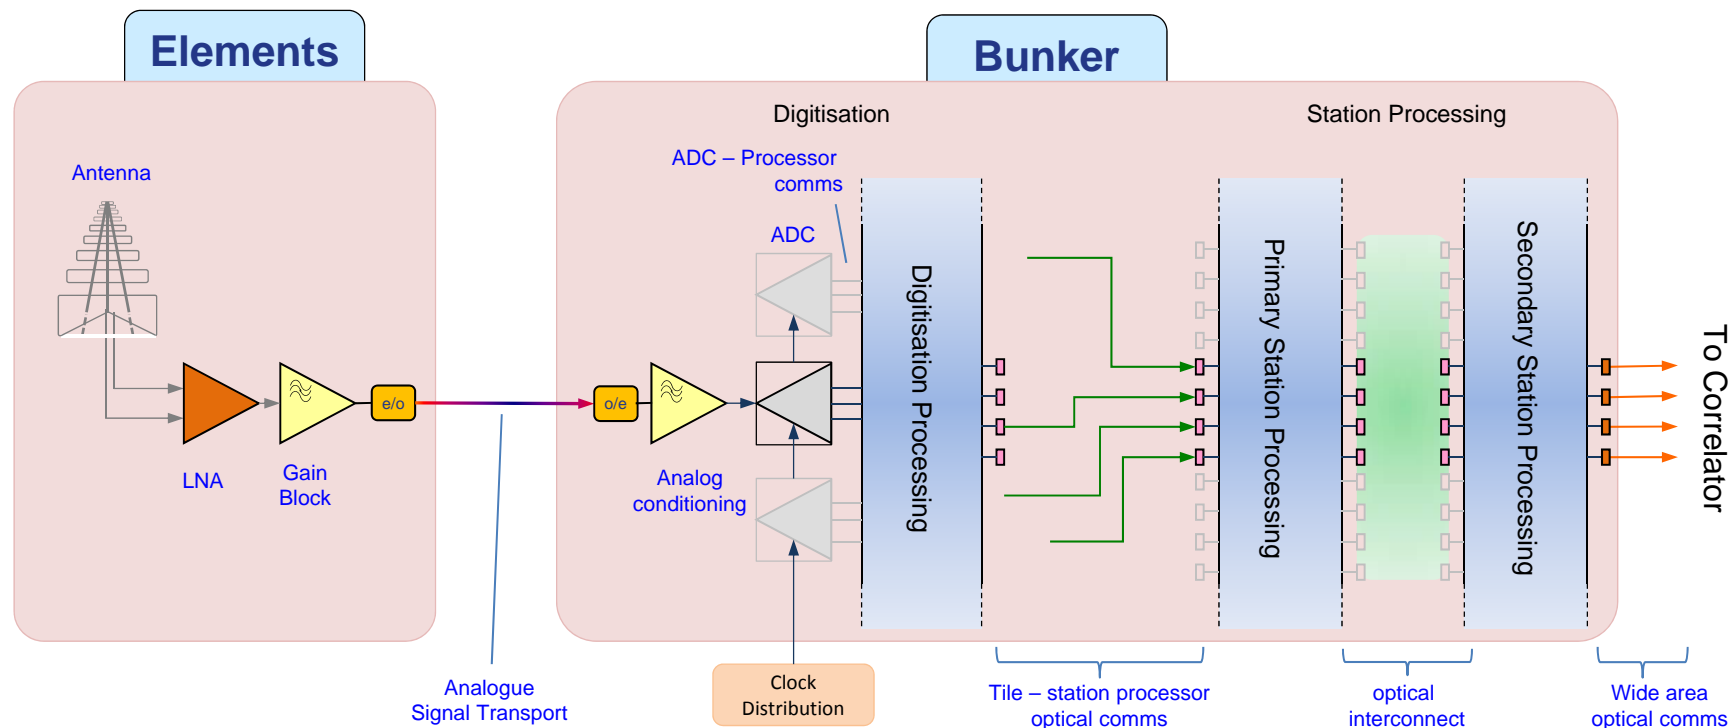 Elements
Bunker
Digitisation
Station Processing
Antenna
ADC – Processor
comms
ADC
LNA
Gain
Block
e/o
o/e
Analog
conditioning
Digitisation Processing
Primary Station Processing
Secondary Station Processing
To Correlator
Analogue
Signal Transport
Clock
Distribution
Tile – station processor
optical comms
optical
interconnect
Wide area
optical comms